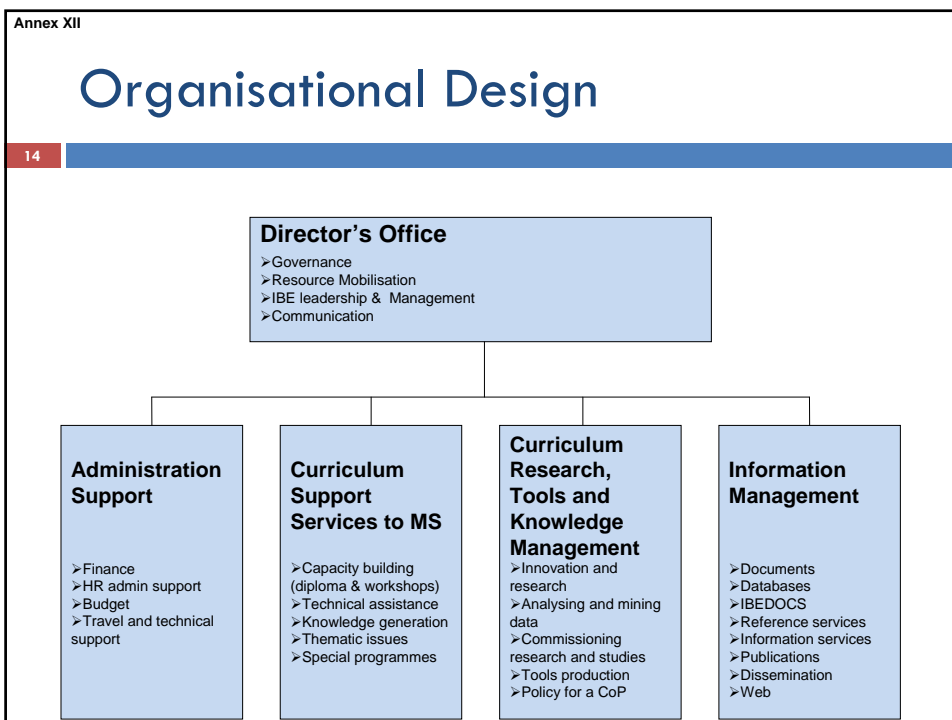 Annex XII
Organisational Design
14
Director's Office
➢Governance
➢Resource Mobilisation
➢IBE leadership &  Management
➢Communication
Administration
Support
➢Finance
➢HR admin support
➢Budget
➢Travel and technical
support
Curriculum
Support
Services to MS
➢Capacity building
(diploma & workshops)
➢Technical assistance
➢Knowledge generation
➢Thematic issues
➢Special programmes
Curriculum
Research,
Tools and
Knowledge
Management
➢Innovation and
research
➢Analysing and mining
data
➢Commissioning
research and studies
➢Tools production
➢Policy for a CoP
Information
Management
➢Documents
➢Databases
➢IBEDOCS
➢Reference services
➢Information services
➢Publications
➢Dissemination
➢Web